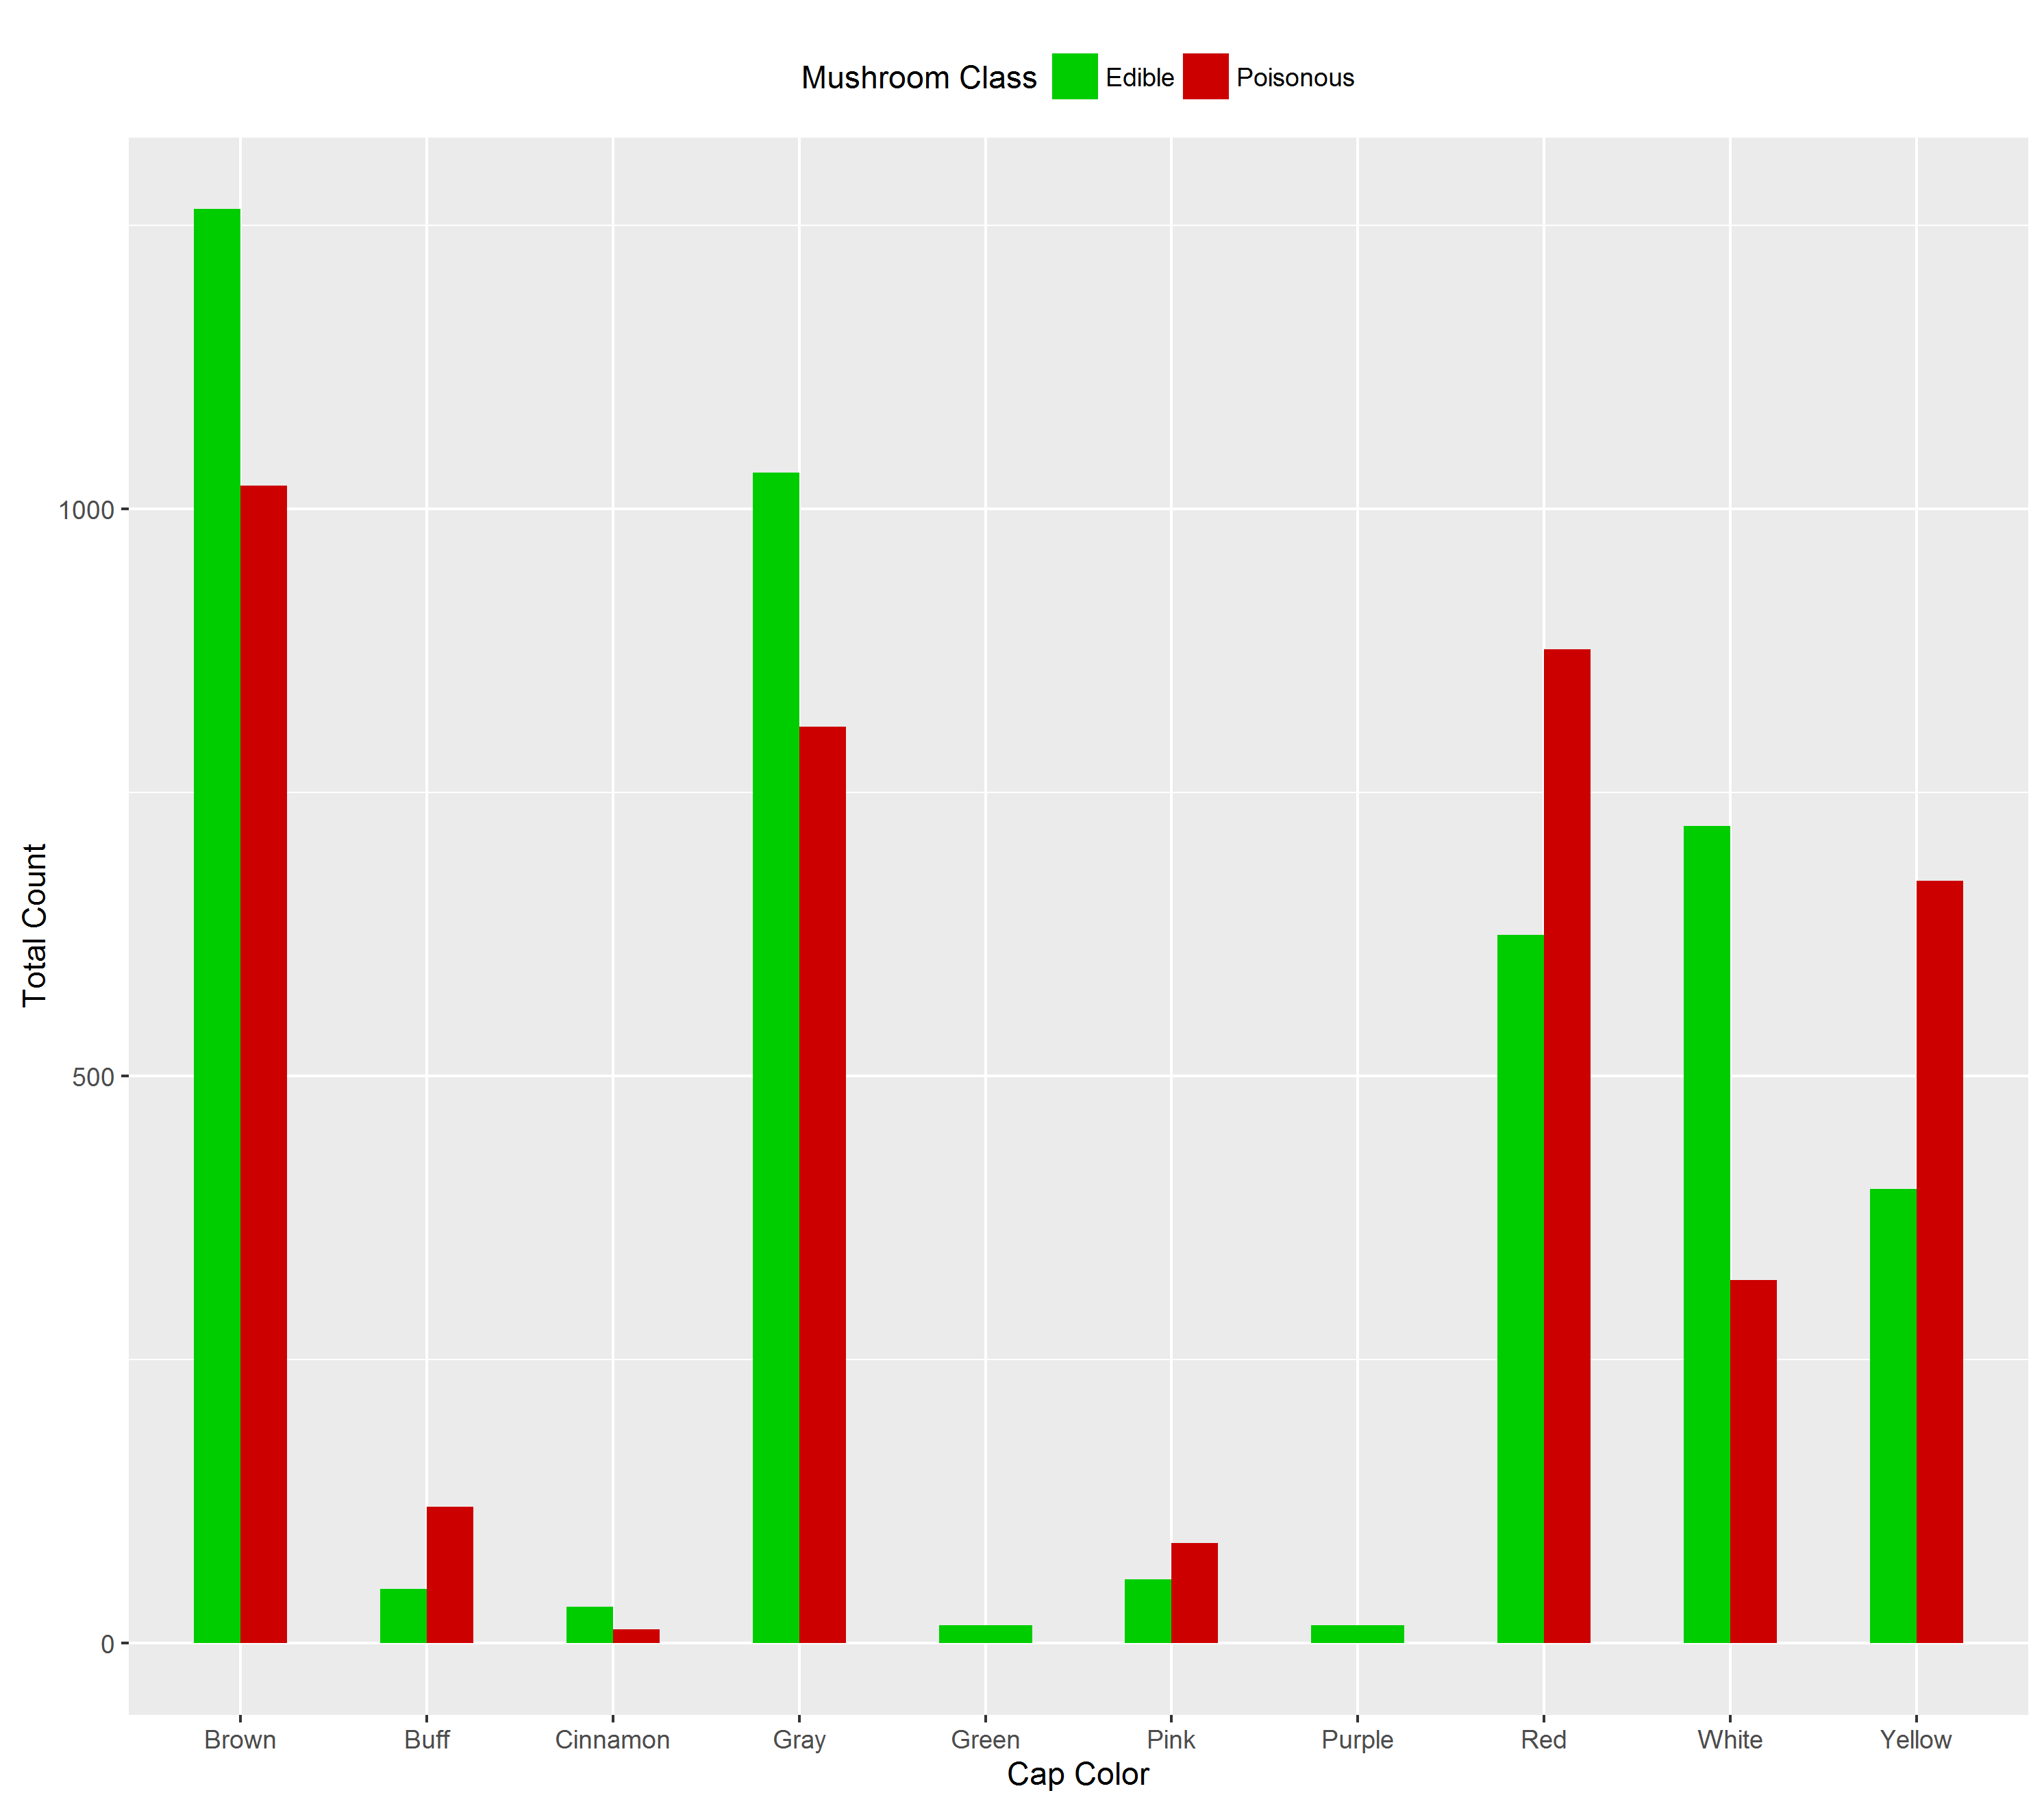 Mushroom Class Edible Poisonous
1000
500
0
Total Count
Brown Buff Cinnamon Gray Green Pink Purple Red White Yellow
Cap Color